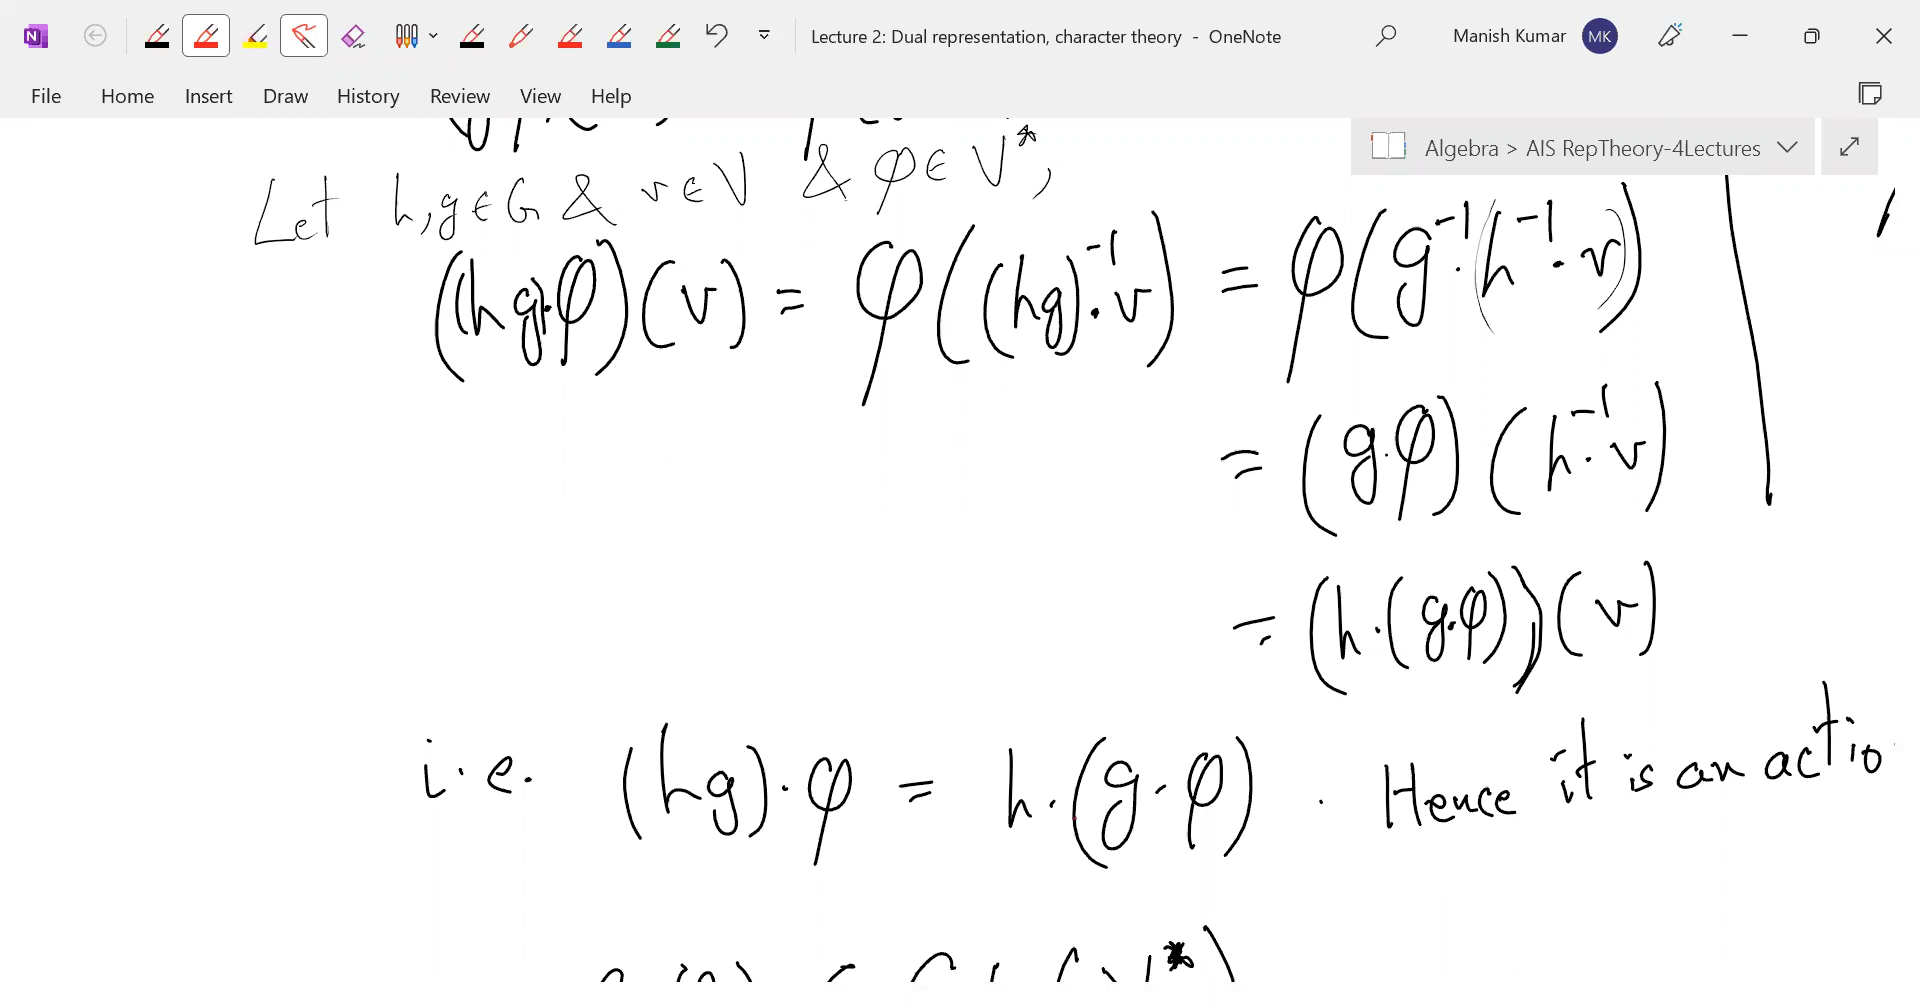 Lecture 2: Dual representation, character theory - OneNote
Manish Kumar MK
File Home Insert Draw History Review View Help
Algebra > AIS RepTheory-4Lectures
Let h,g ∈ G & v ∈ V & φ ∈ V*,
((hg)·φ)(v) = φ((hg)⁻¹·v) = φ(g⁻¹·(h⁻¹·v))
= (g·φ)(h⁻¹·v)
= (h·(g·φ))(v)
i.e. (hg)·φ = h·(g·φ) . Hence it is an actio